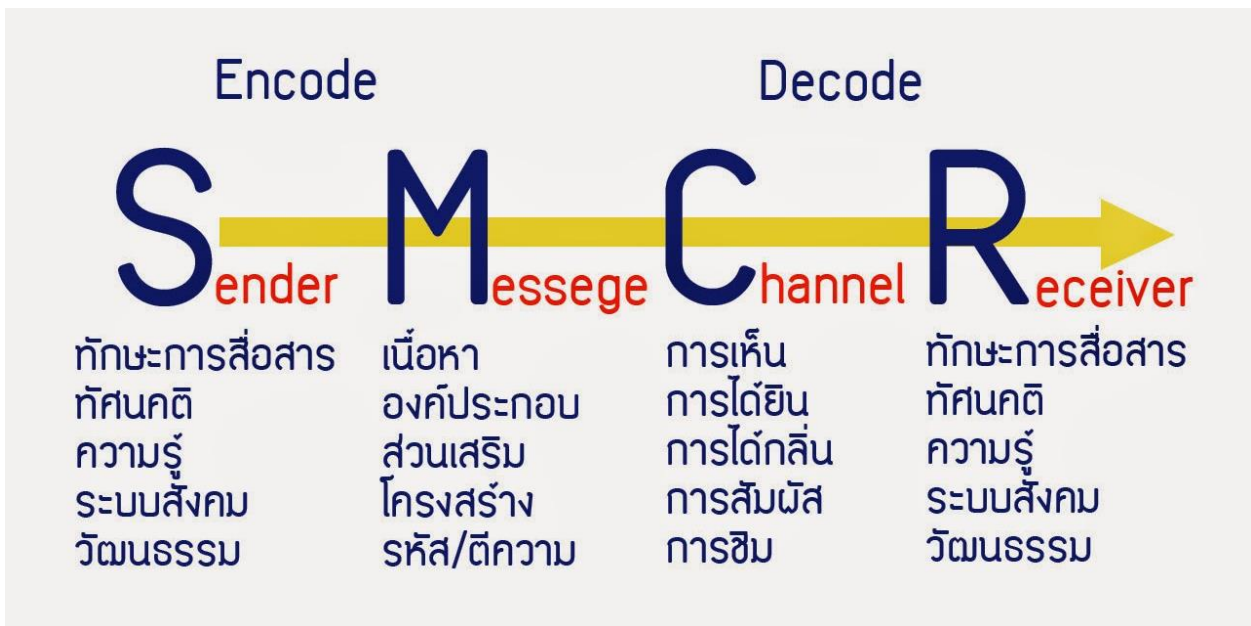 Encode
Decode
Sender
Messege
Channel
Receiver
ทักษะการสื่อสาร
ทัศนคติ
ความรู้
ระบบสังคม
วัฒนธรรม
เนื้อหา
องค์ประกอบ
ส่วนเสริม
โครงสร้าง
รหัส/ตีความ
การเห็น
การได้ยิน
การได้กลิ่น
การสัมผัส
การชิม
ทักษะการสื่อสาร
ทัศนคติ
ความรู้
ระบบสังคม
วัฒนธรรม